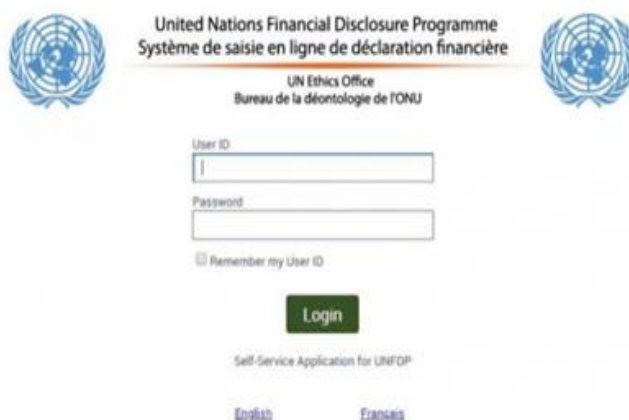 United Nations Financial Disclosure Programme
Système de saisie en ligne de déclaration financière
UN Ethics Office
Bureau de la déontologie de l'ONU
User ID
Password
Remember my User ID
Login
Self-Service Application for UNFDP
English Français